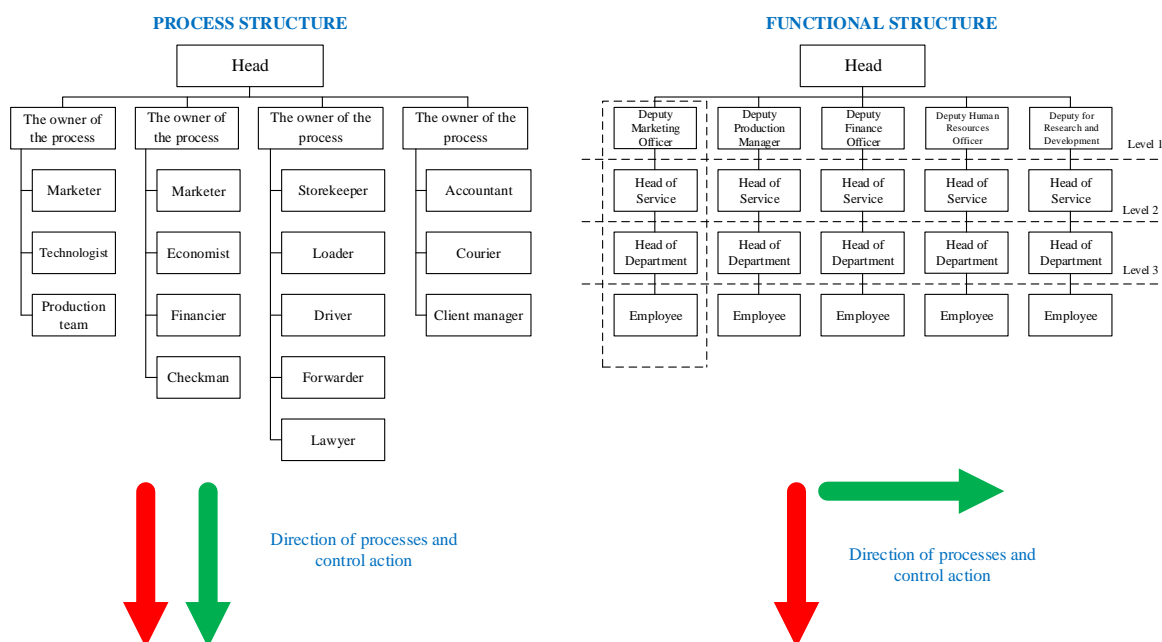 PROCESS STRUCTURE
Head
The owner of
the process
Marketer
Technologist
Production
team
The owner of
the process
Marketer
Economist
Financier
Checkman
The owner of the
process
Storekeeper
Loader
Driver
Forwarder
Lawyer
The owner of the
process
Accountant
Courier
Client manager
Direction of processes and
control action
FUNCTIONAL STRUCTURE
Head
Deputy
Marketing
Officer
Deputy
Production
Manager
Deputy
Finance
Officer
Deputy Human
Resources
Officer
Deputy for
Research and
Development
Level 1
Head of
Service
Head of
Service
Head of
Service
Head of
Service
Head of
Service
Level 2
Head of
Department
Head of
Department
Head of
Department
Head of
Department
Head of
Department
Level 3
Employee
Employee
Employee
Employee
Employee
Direction of processes and
control action